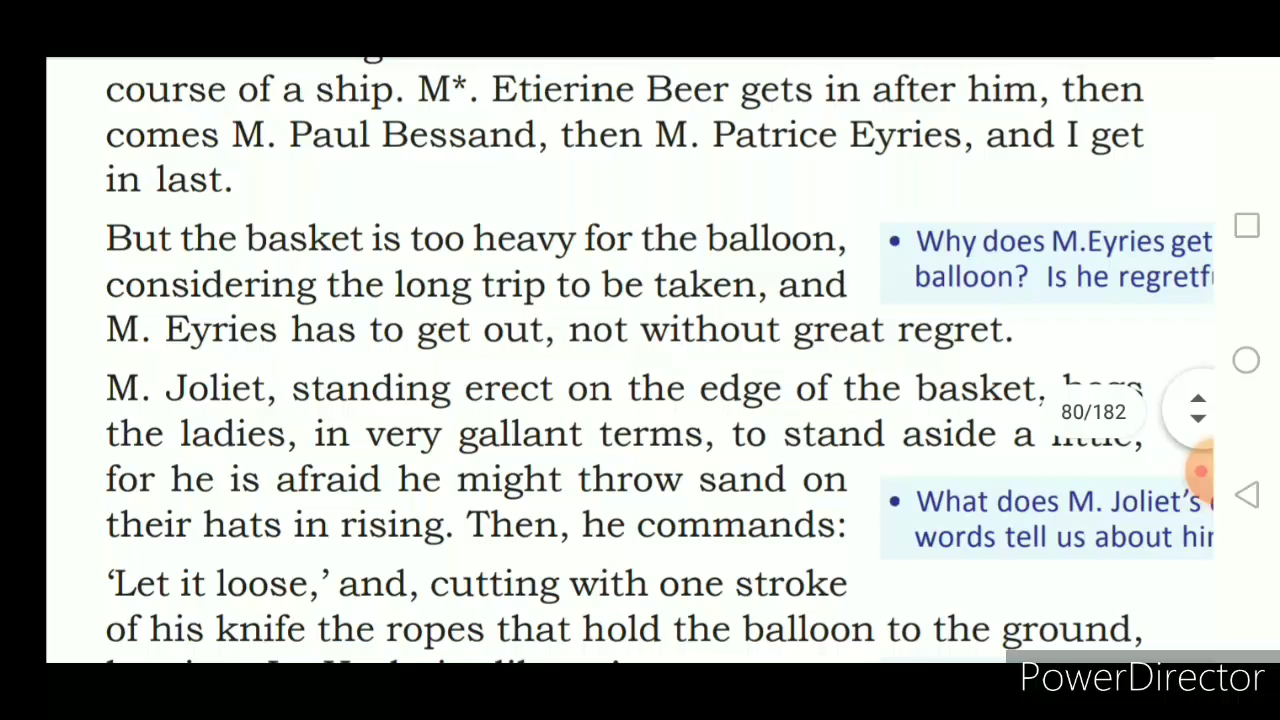 course of a ship. M*. Etierine Beer gets in after him, then
comes M. Paul Bessand, then M. Patrice Eyries, and I get
in last.
But the basket is too heavy for the balloon,
considering the long trip to be taken, and
M. Eyries has to get out, not without great regret.
• Why does M.Eyries get
balloon? Is he regretf
M. Joliet, standing erect on the edge of the basket,
the ladies, in very gallant terms, to stand aside a
for he is afraid he might throw sand on
their hats in rising. Then, he commands:
80/182
• What does M. Joliet's
words tell us about hi
‘Let it loose,’ and, cutting with one stroke
of his knife the ropes that hold the balloon to the ground,
PowerDirector